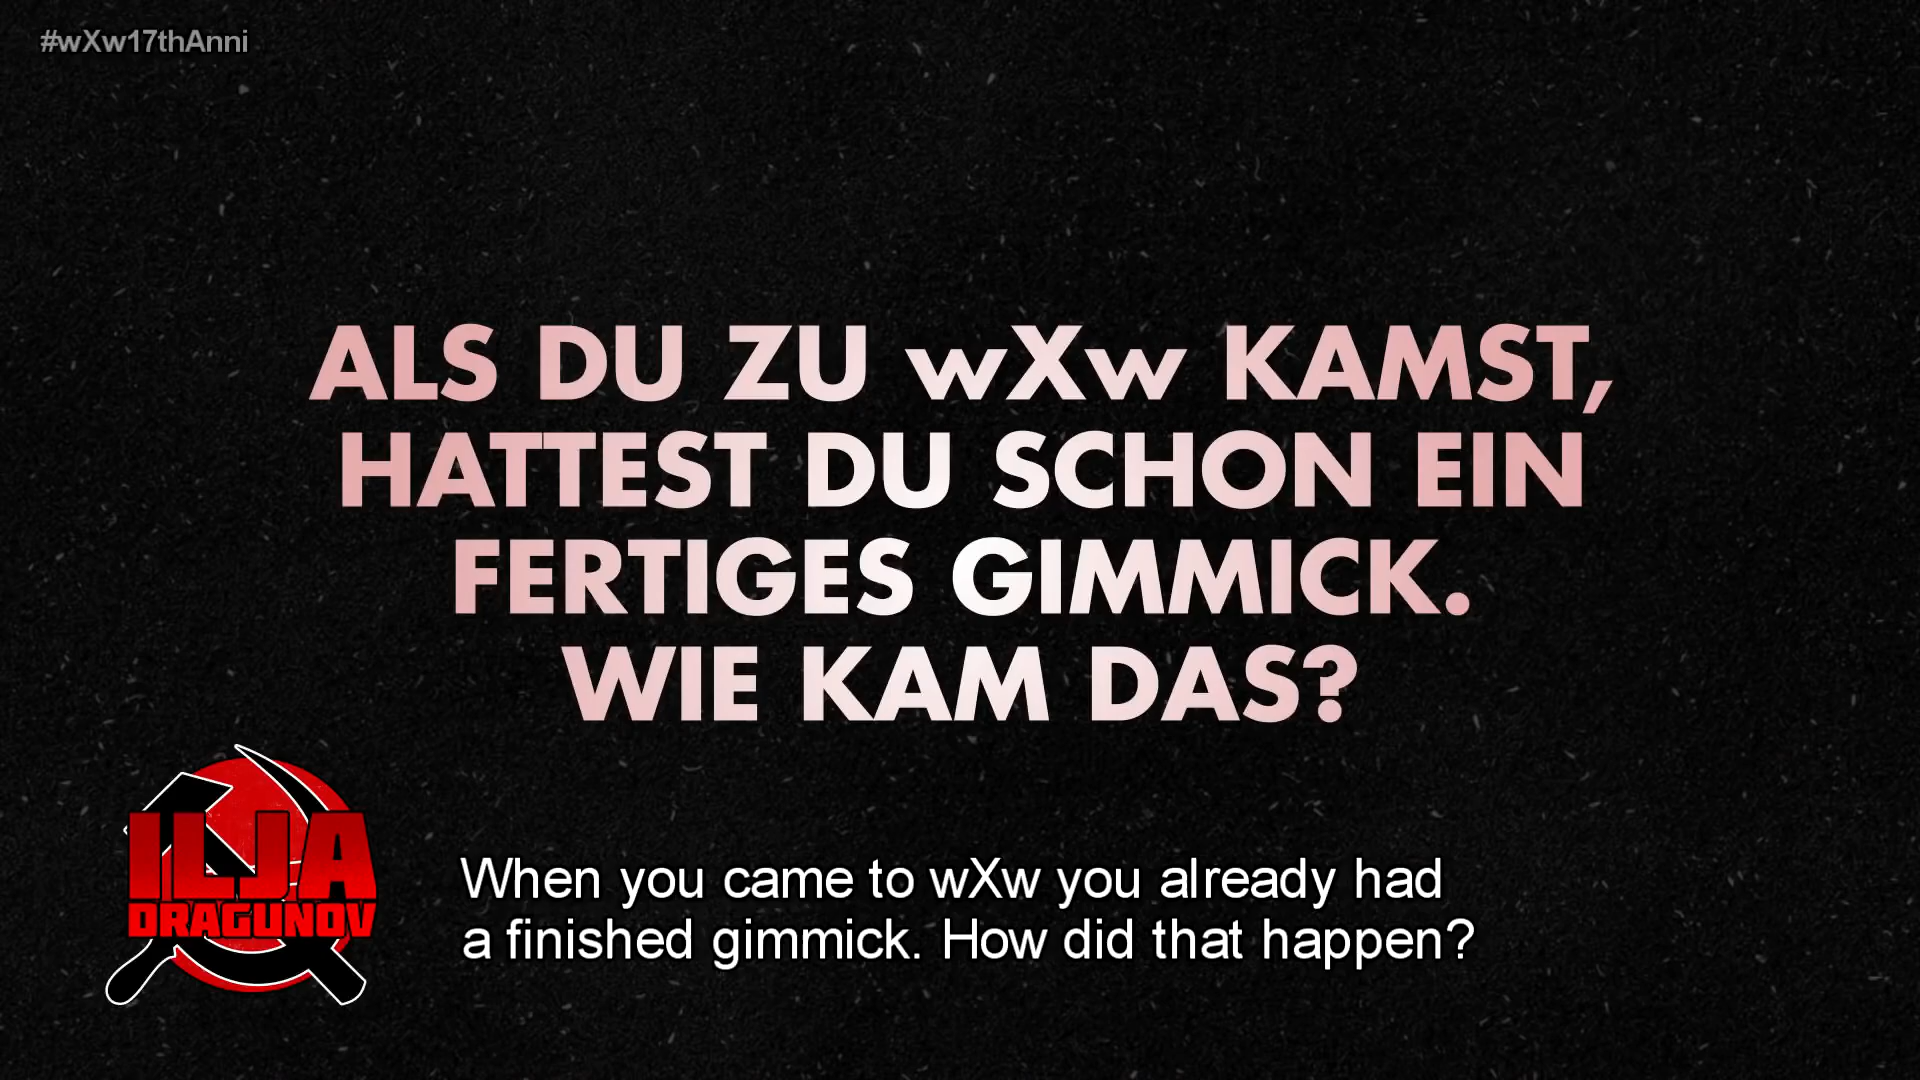 #wXw17thAnni
ALS DU ZU wXw KAMST,
HATTEST DU SCHON EIN
FERTIGES GIMMICK.
WIE KAM DAS?
ILJA
DRAGUNOV
When you came to wXw you already had
a finished gimmick. How did that happen?